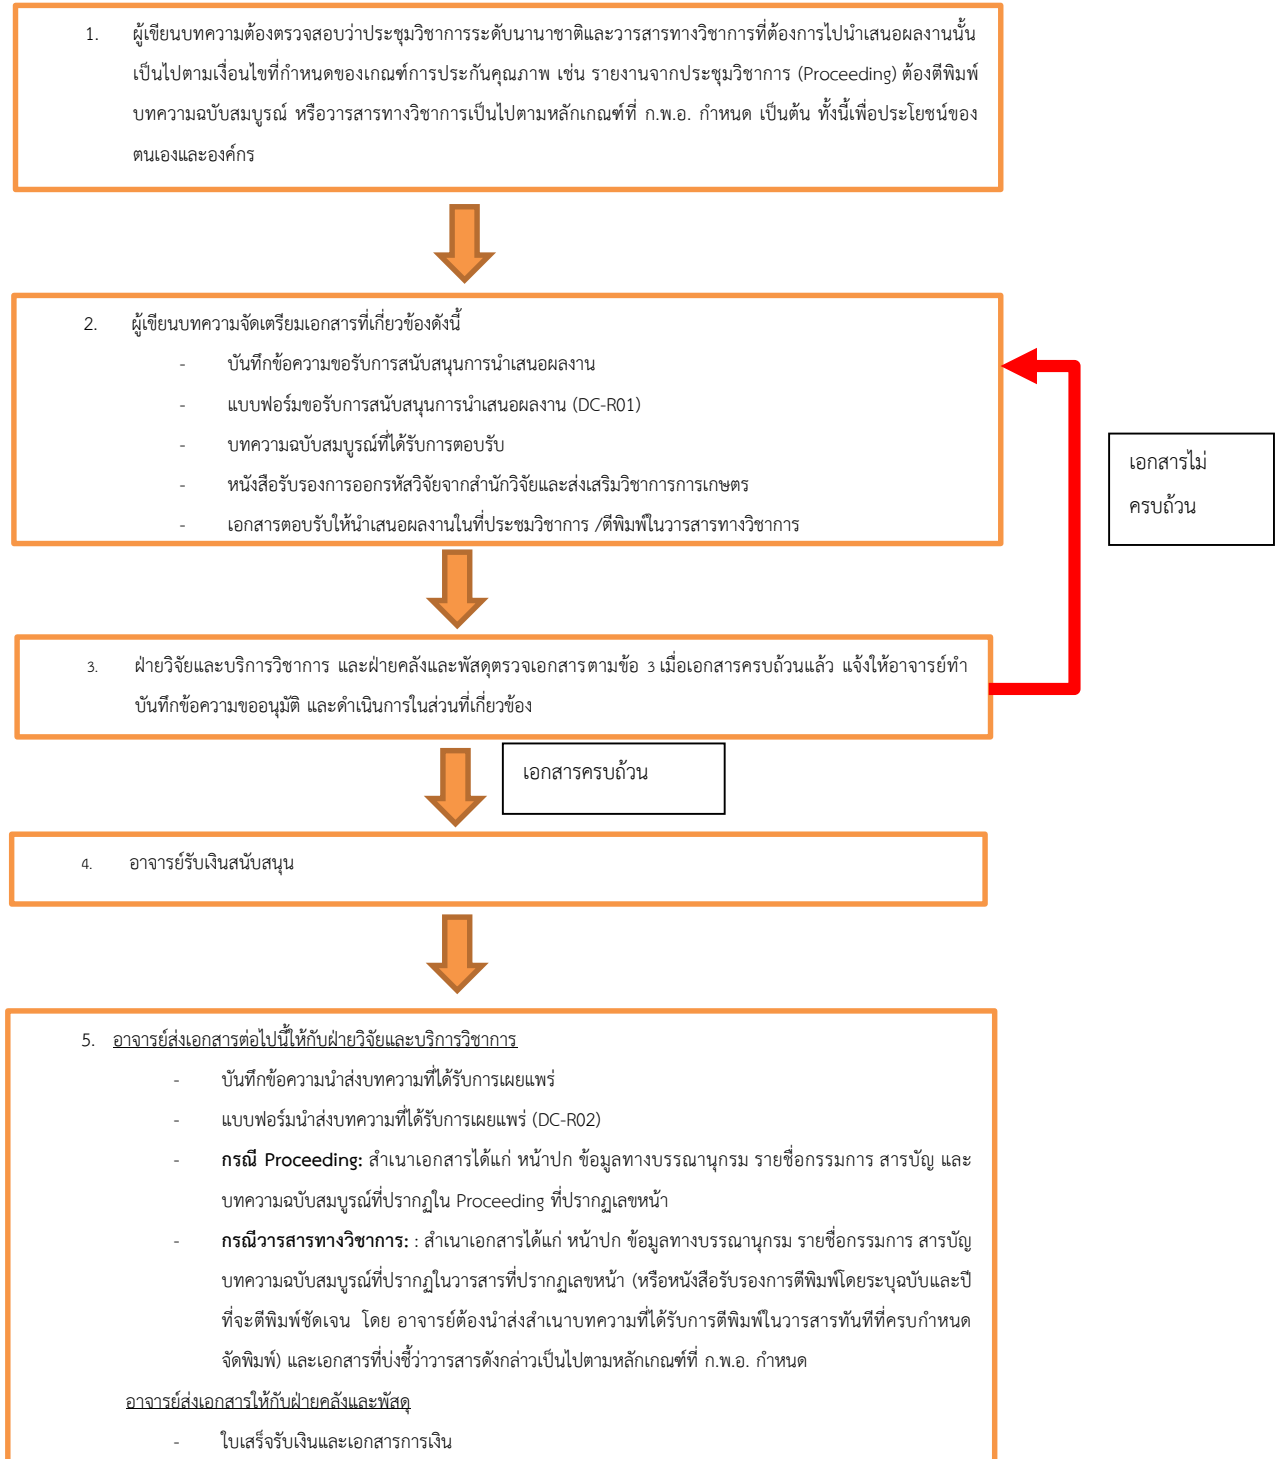 1. ผู้เขียนบทความต้องตรวจสอบว่าประชุมวิชาการระดับนานาชาติและวารสารทางวิชาการที่ต้องการไปนำเสนอผลงานนั้น
เป็นไปตามเงื่อนไขที่กำหนดของเกณฑ์การประกันคุณภาพ เช่น รายงานจากประชุมวิชาการ (Proceeding) ต้องตีพิมพ์
บทความฉบับสมบูรณ์ หรือวารสารทางวิชาการเป็นไปตามหลักเกณฑ์ที่ ก.พ.อ. กำหนด เป็นต้น ทั้งนี้เพื่อประโยชน์ของ
ตนเองและองค์กร
2. ผู้เขียนบทความจัดเตรียมเอกสารที่เกี่ยวข้องดังนี้
- บันทึกข้อความขอรับการสนับสนุนการนำเสนอผลงาน
- แบบฟอร์มขอรับการสนับสนุนการนำเสนอผลงาน (DC-R01)
- บทความฉบับสมบูรณ์ที่ได้รับการตอบรับ
- หนังสือรับรองการออกรหัสวิจัยจากสำนักวิจัยและส่งเสริมวิชาการการเกษตร
- เอกสารตอบรับให้นำเสนอผลงานในที่ประชมวิชาการ /ตีพิมพ์ในวารสารทางวิชาการ
เอกสารไม่
ครบถ้วน
3. ฝ่ายวิจัยและบริการวิชาการ และฝ่ายคลังและพัสดุตรวจเอกสารตามข้อ 3 เมื่อเอกสารครบถ้วนแล้ว แจ้งให้อาจารย์ทำ
บันทึกข้อความขออนุมัติ และดำเนินการในส่วนที่เกี่ยวข้อง
เอกสารครบถ้วน
4. อาจารย์รับเงินสนับสนุน
5. อาจารย์ส่งเอกสารต่อไปนี้ให้กับฝ่ายวิจัยและบริการวิชาการ
- บันทึกข้อความนำส่งบทความที่ได้รับการเผยแพร่
- แบบฟอร์มนำส่งบทความที่ได้รับการเผยแพร่ (DC-R02)
- กรณี Proceeding: สำเนาเอกสารได้แก่ หน้าปก ข้อมูลทางบรรณานุกรม รายชื่อกรรมการ สารบัญ และ
บทความฉบับสมบูรณ์ที่ปรากฏใน Proceeding ที่ปรากฏเลขหน้า
- กรณีวารสารทางวิชาการ: : สำเนาเอกสารได้แก่ หน้าปก ข้อมูลทางบรรณานุกรม รายชื่อกรรมการ สารบัญ
บทความฉบับสมบูรณ์ที่ปรากฏในวารสารที่ปรากฏเลขหน้า (หรือหนังสือรับรองการตีพิมพ์โดยระบุฉบับและปี
ที่จะตีพิมพ์ชัดเจน โดย อาจารย์ต้องนำส่งสำเนาบทความที่ได้รับการตีพิมพ์ในวารสารทันทีที่ครบกำหนด
จัดพิมพ์) และเอกสารที่บ่งชี้ว่าวารสารดังกล่าวเป็นไปตามหลักเกณฑ์ที่ ก.พ.อ. กำหนด
อาจารย์ส่งเอกสารให้กับฝ่ายคลังและพัสดุ
- ใบเสร็จรับเงินและเอกสารการเงิน